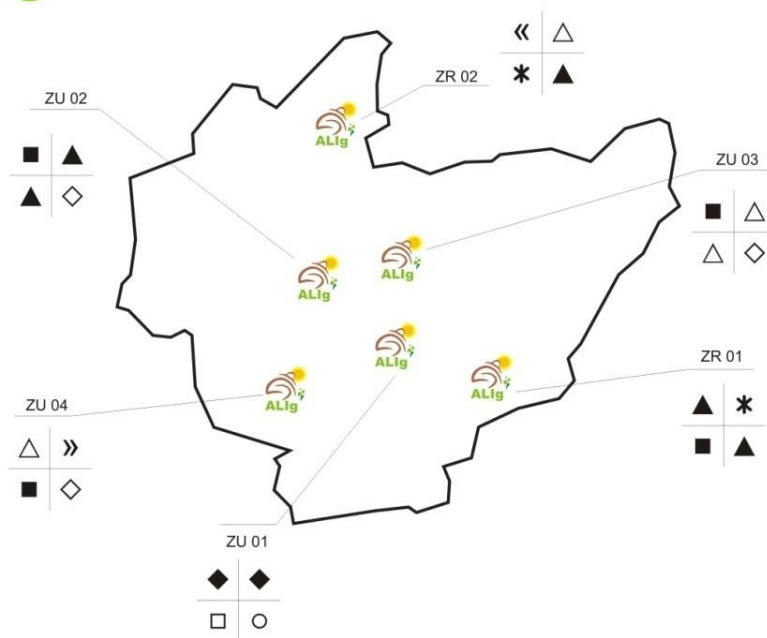 « △
ZR 02
✱ ▲
ALIg
ZU 02
■ ▲
▲ ◇
ZU 03
■ △
△ ◇
ALIg
ALIg
ALIg
ZR 01
▲ ✱
■ ▲
ALIg
ALIg
ZU 04
△ »
■ ◇
ZU 01
◆ ◆
□ ○